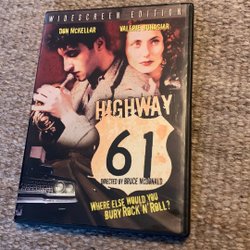 WIDESCREEN EDITION
DON McKELLAR
VALERIE BUHAGIAR
HIGHWAY
61
DIRECTED BY BRUCE McDONALD
WHERE ELSE WOULD YOU
BURY ROCK 'N' ROLL?